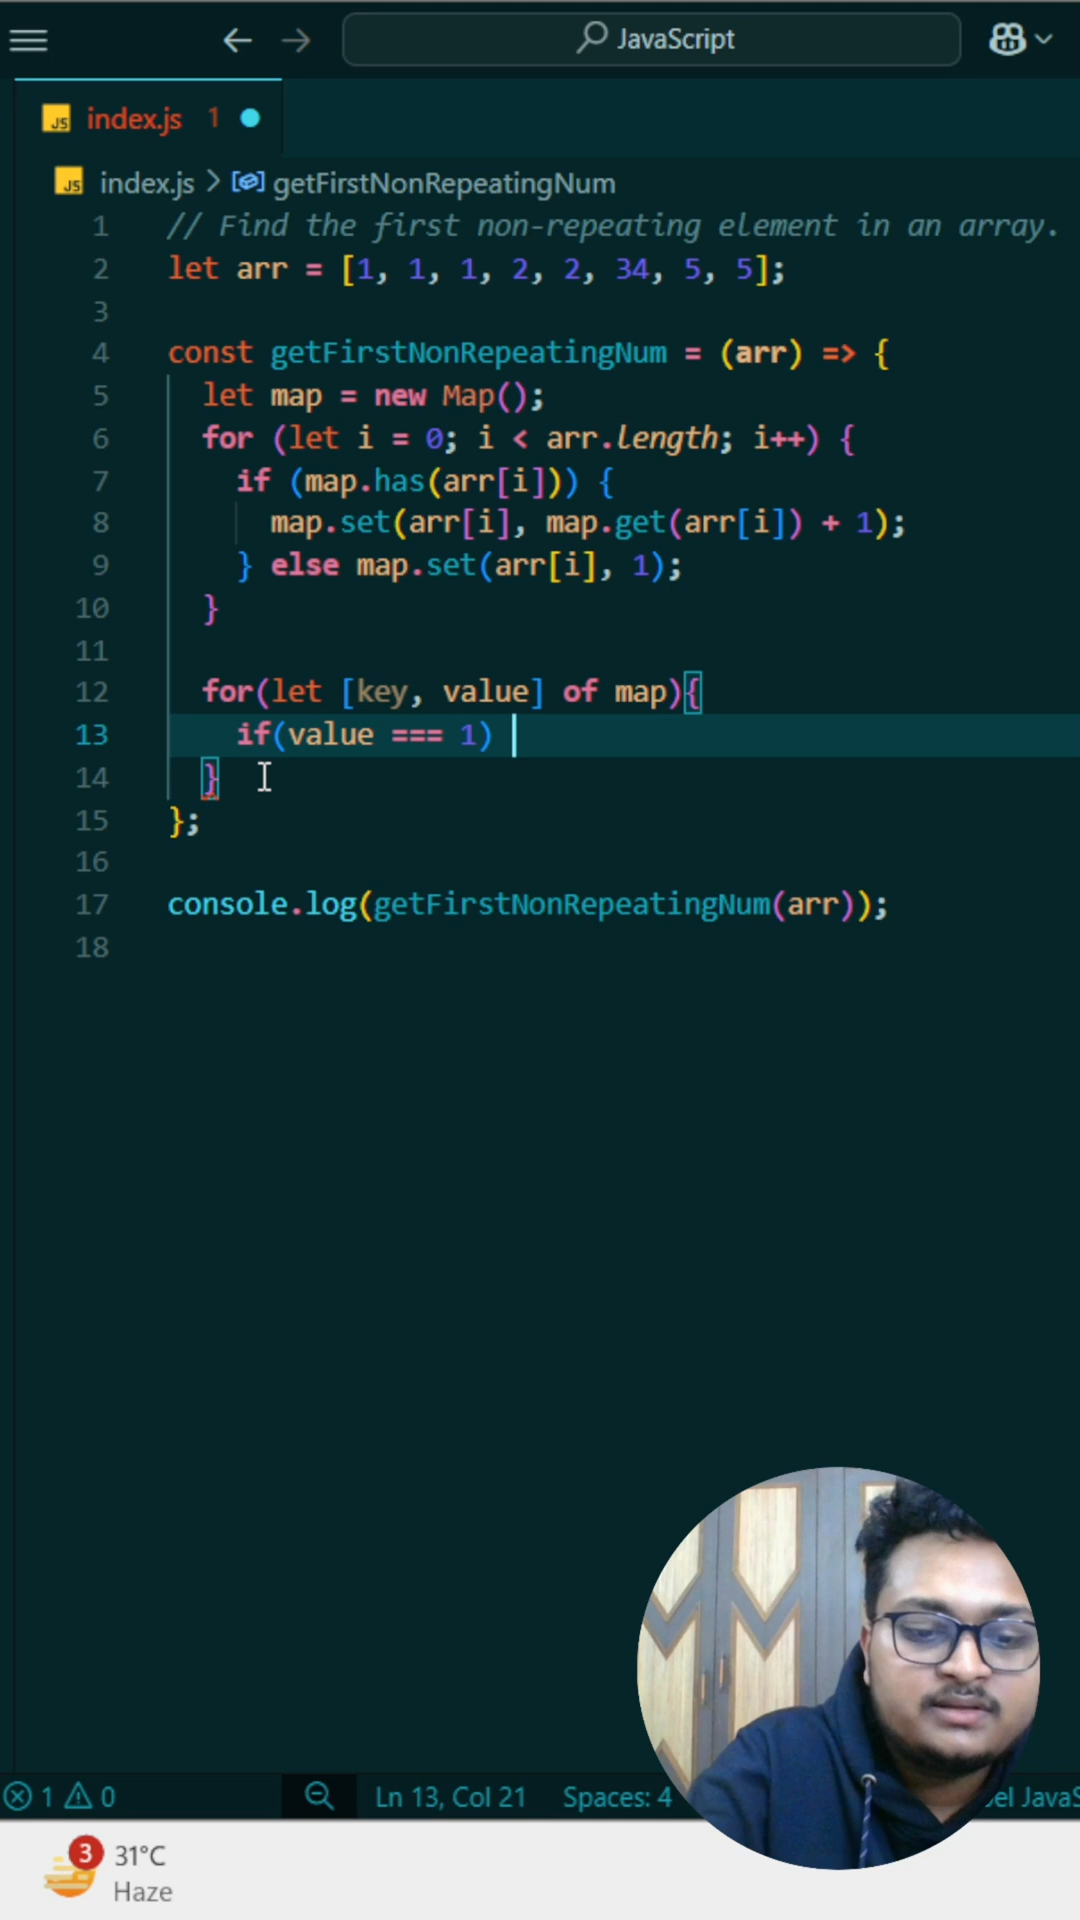 JavaScript
JS index.js 1
JS index.js > getFirstNonRepeatingNum
1 // Find the first non-repeating element in an array.
2 let arr = [1, 1, 1, 2, 2, 34, 5, 5];
3
4 const getFirstNonRepeatingNum = (arr) => {
5 let map = new Map();
6 for (let i = 0; i < arr.length; i++) {
7 if (map.has(arr[i])) {
8 map.set(arr[i], map.get(arr[i]) + 1);
9 } else map.set(arr[i], 1);
10 }
11
12 for(let [key, value] of map){
13 if(value === 1)
14 }
15 };
16
17 console.log(getFirstNonRepeatingNum(arr));
18
1 0 Ln 13, Col 21 Spaces: 4
3 31°C
Haze